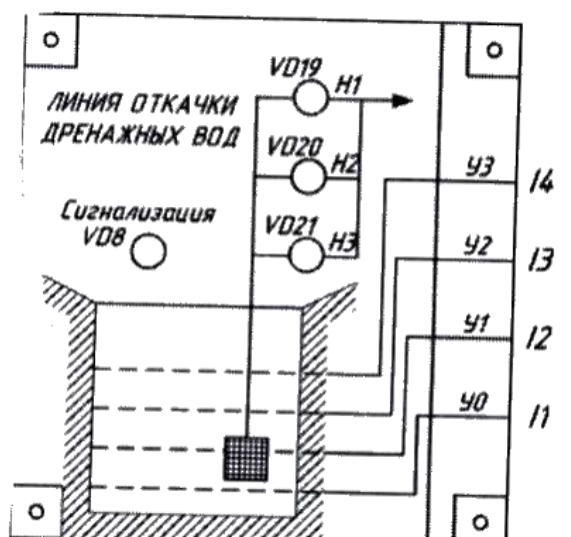 VD19
H1
ЛИНИЯ ОТКАЧКИ
ДРЕНАЖНЫХ ВОД
VD20
H2
У3
I4
Сигнализация
VD8
VD21
H3
У2
I3
У1
I2
У0
I1